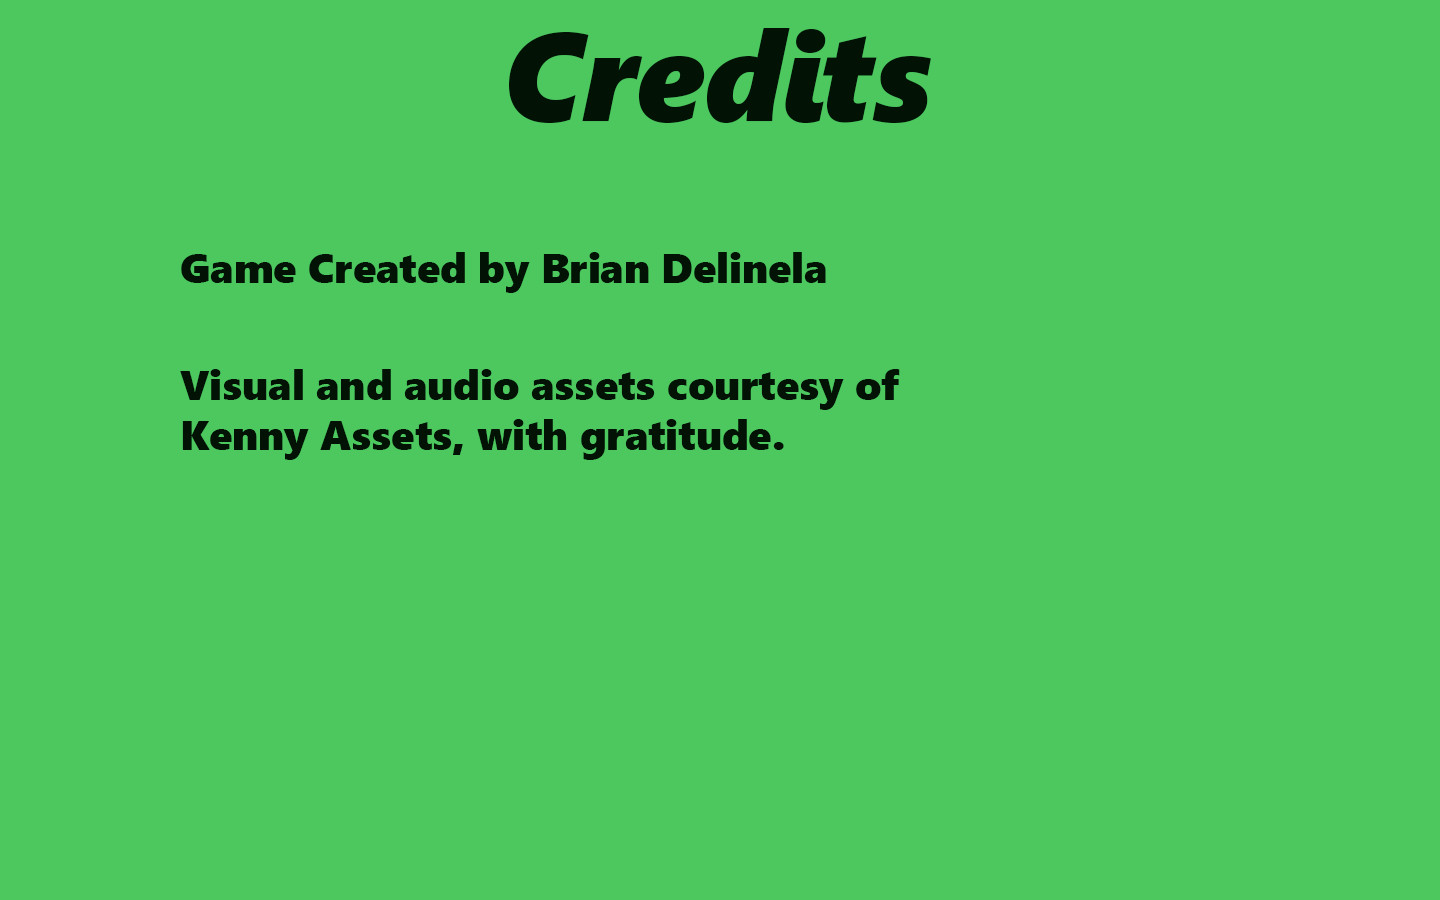 Credits
Game Created by Brian Delinela
Visual and audio assets courtesy of
Kenny Assets, with gratitude.